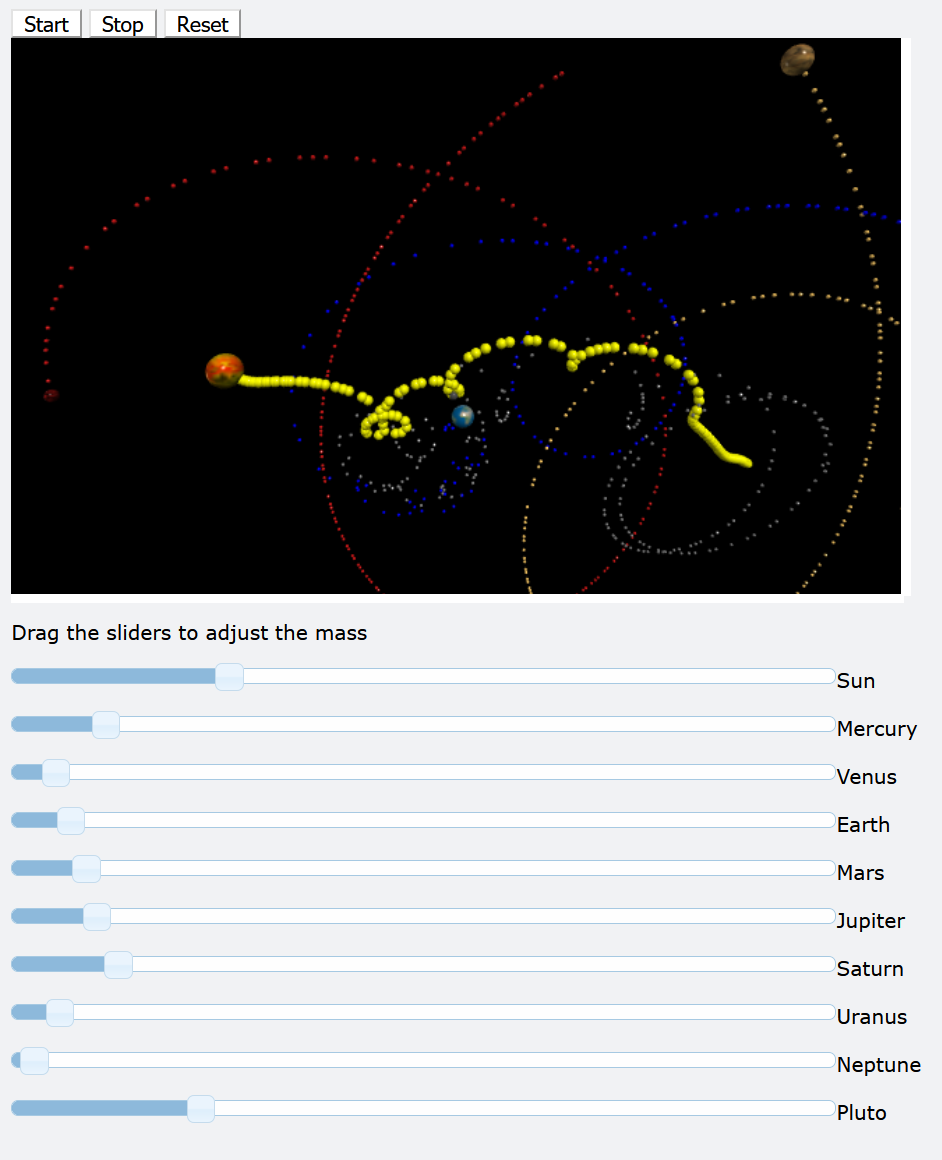 Start Stop Reset
Drag the sliders to adjust the mass
Sun
Mercury
Venus
Earth
Mars
Jupiter
Saturn
Uranus
Neptune
Pluto